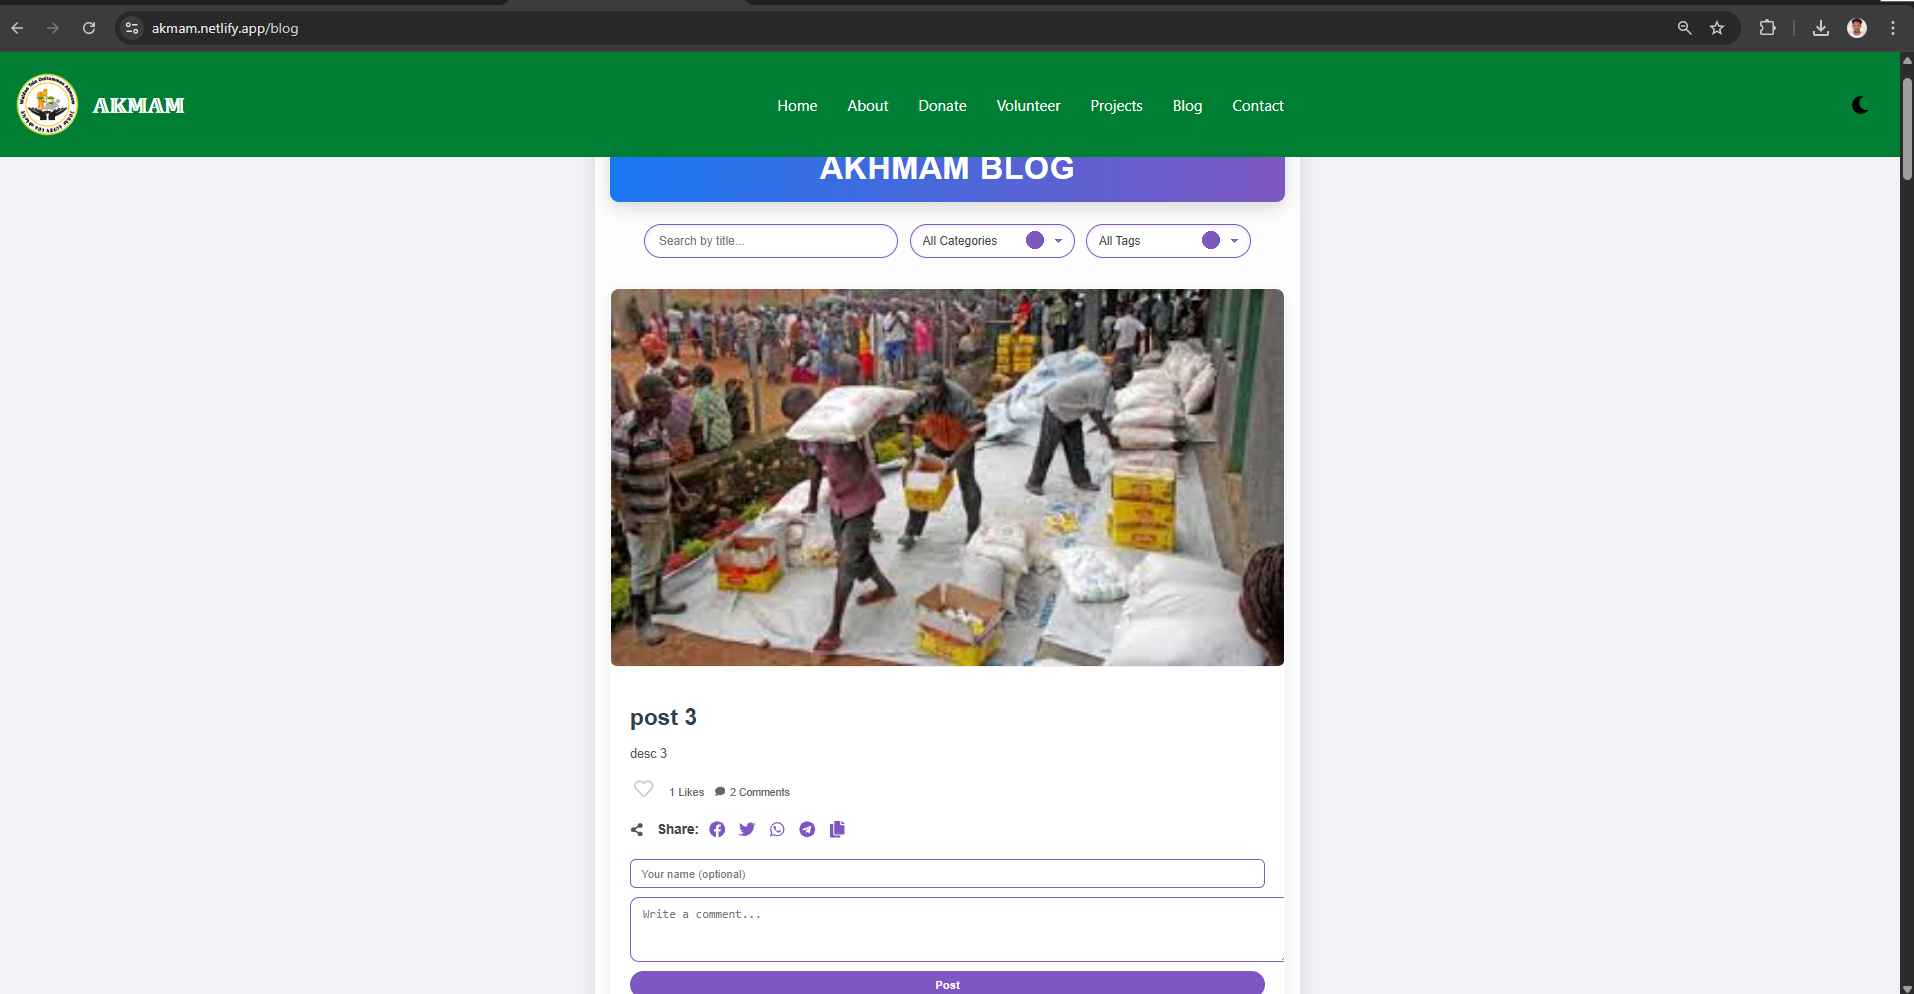 akmam.netlify.app/blog
AKMAM
Home About Donate Volunteer Projects Blog Contact
AKHMAM BLOG
Search by title...
All Categories
All Tags
post 3
desc 3
1 Likes 2 Comments
Share:
Your name (optional)
Write a comment...
Post